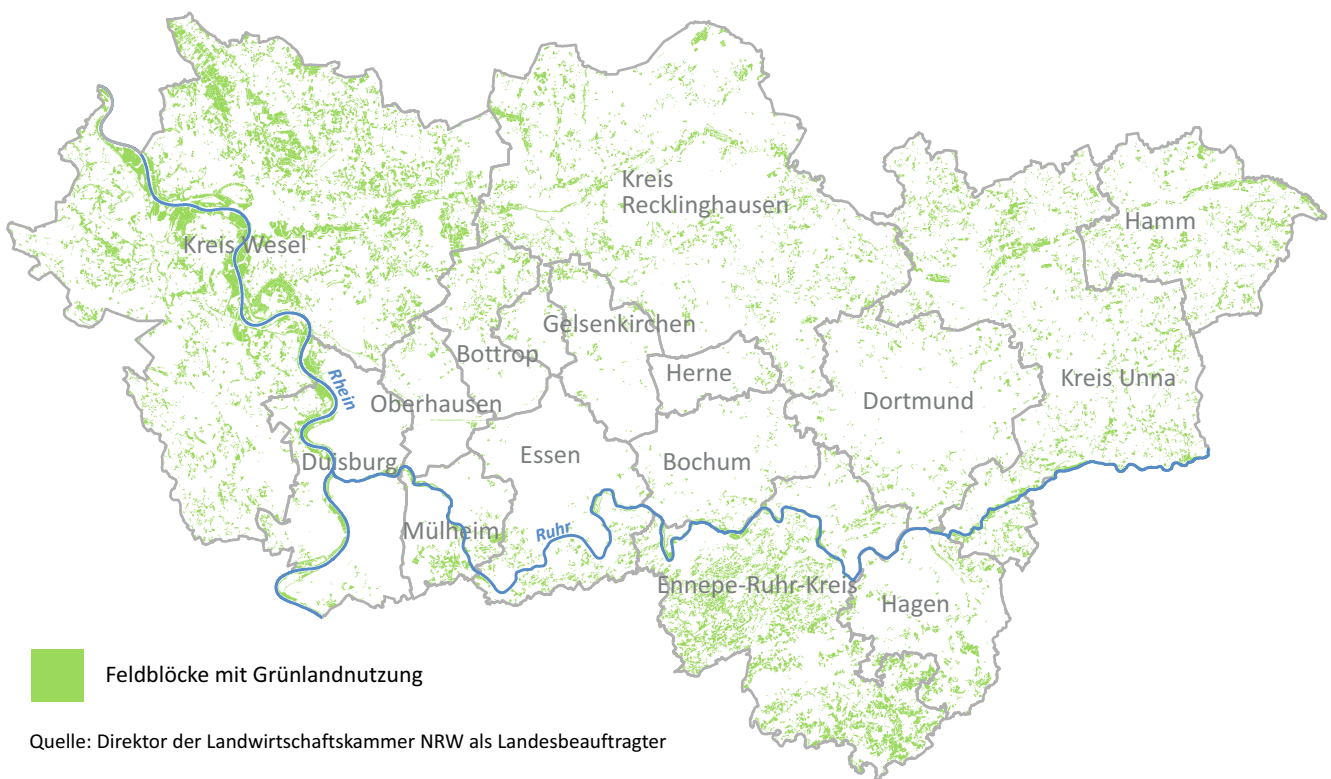 Kreis
Recklinghausen
Hamm
Kreis Wesel
Gelsenkirchen
Bottrop
Herne
Kreis Unna
Rhein
Oberhausen
Dortmund
Duisburg
Essen
Bochum
Mülheim
Ruhr
Ennepe-Ruhr-Kreis
Hagen
Feldblöcke mit Grünlandnutzung
Quelle: Direktor der Landwirtschaftskammer NRW als Landesbeauftragter